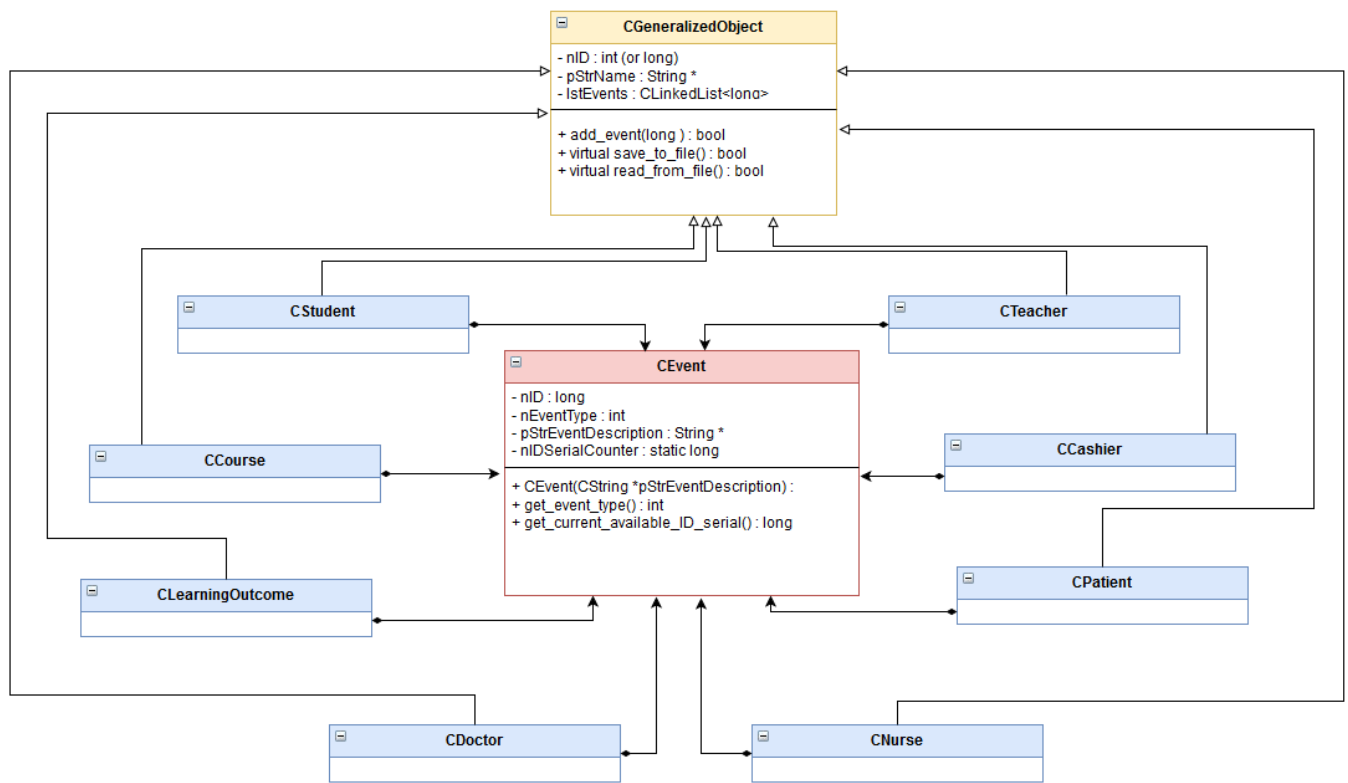 CGeneralizedObject
- nID : int (or long)
- pStrName : String *
- lstEvents : CLinkedList<long>
+ add_event(long ) : bool
+ virtual save_to_file() : bool
+ virtual read_from_file() : bool
CStudent
CTeacher
CEvent
- nID : long
- nEventType : int
- pStrEventDescription : String *
- nIDSerialCounter : static long
+ CEvent(CString *pStrEventDescription) :
+ get_event_type() : int
+ get_current_available_ID_serial() : long
CCourse
CCashier
CLearningOutcome
CPatient
CDoctor
CNurse